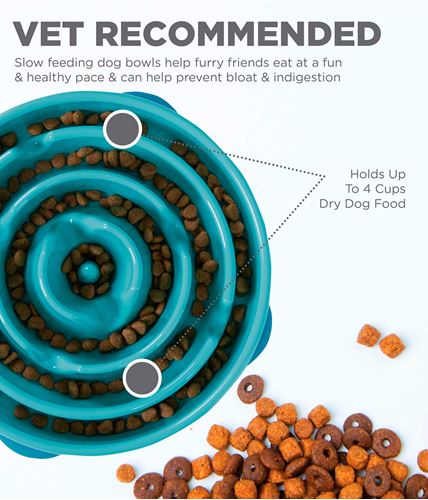 VET RECOMMENDED
Slow feeding dog bowls help furry friends eat at a fun
& healthy pace & can help prevent bloat & indigestion
Holds Up
To 4 Cups
Dry Dog Food